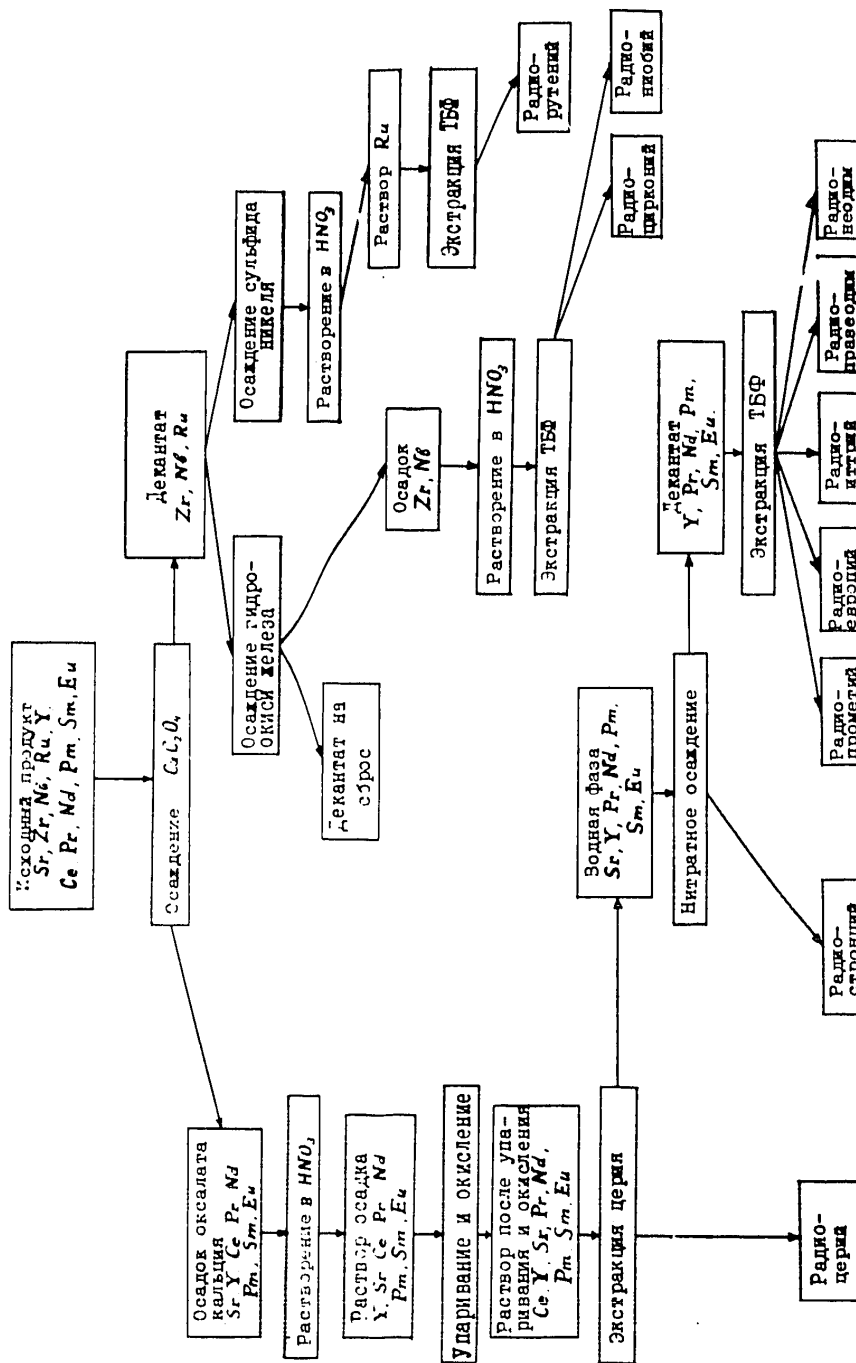 Исходный продукт
Sr, Zr, Nb, Ru, Y,
Ce, Pr, Nd, Pm, Sm, Eu
Осаждение CaC₂O₄
Осадок оксалата
кальция
Sr Y Ce Pr Nd
Pm, Sm, Eu
Растворение в HNO₃
Раствор осадка
Y, Sr Ce Pr Nd
Pm, Sm, Eu
Упаривание и окисление
Раствор после упа-
ривания и окисления
Ce, Y, Sr, Pr, Nd,
Pm, Sm, Eu
Экстракция церия
Радио-
церий
Декантат
Zr, Nb, Ru
Осаждение гидро-
окиси железа
Декантат на
сброс
Осадок
Zr, Nb
Растворение в HNO₃
Экстракция ТБФ
Радио-
цирконий
Радио-
ниобий
Осаждение сульфида
никеля
Растворение в HNO₃
Раствор Ru
Экстракция ТБФ
Радио-
рутений
Водная фаза
Sr, Y, Pr, Nd, Pm,
Sm, Eu
Нитратное осаждение
Радио-
стронций
Декантат
Y, Pr, Nd, Pm,
Sm, Eu.
Экстракция ТБФ
Радио-
прометий
Радио-
европий
Радио-
иттрий
Радио-
празеодим
Радио-
неодим